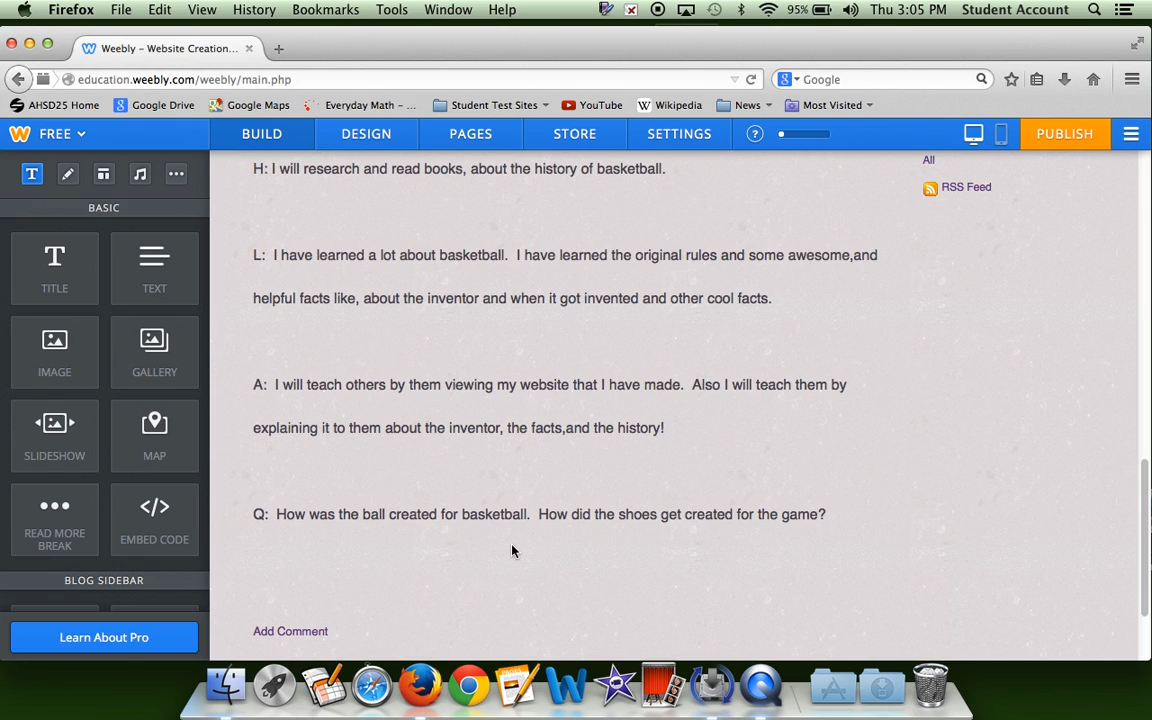 Firefox File Edit View History Bookmarks Tools Window Help 95% Thu 3:05 PM Student Account
Weebly - Website Creation...
education.weebly.com/weebly/main.php Google
AHSD25 Home Google Drive Google Maps Everyday Math – ... Student Test Sites YouTube Wikipedia News Most Visited
FREE BUILD DESIGN PAGES STORE SETTINGS ? PUBLISH
BASIC
TITLE TEXT
IMAGE GALLERY
SLIDESHOW MAP
READ MORE BREAK EMBED CODE
BLOG SIDEBAR
Learn About Pro
H: I will research and read books, about the history of basketball.
L: I have learned a lot about basketball. I have learned the original rules and some awesome,and
helpful facts like, about the inventor and when it got invented and other cool facts.
A: I will teach others by them viewing my website that I have made. Also I will teach them by
explaining it to them about the inventor, the facts,and the history!
Q: How was the ball created for basketball. How did the shoes get created for the game?
Add Comment
All
RSS Feed